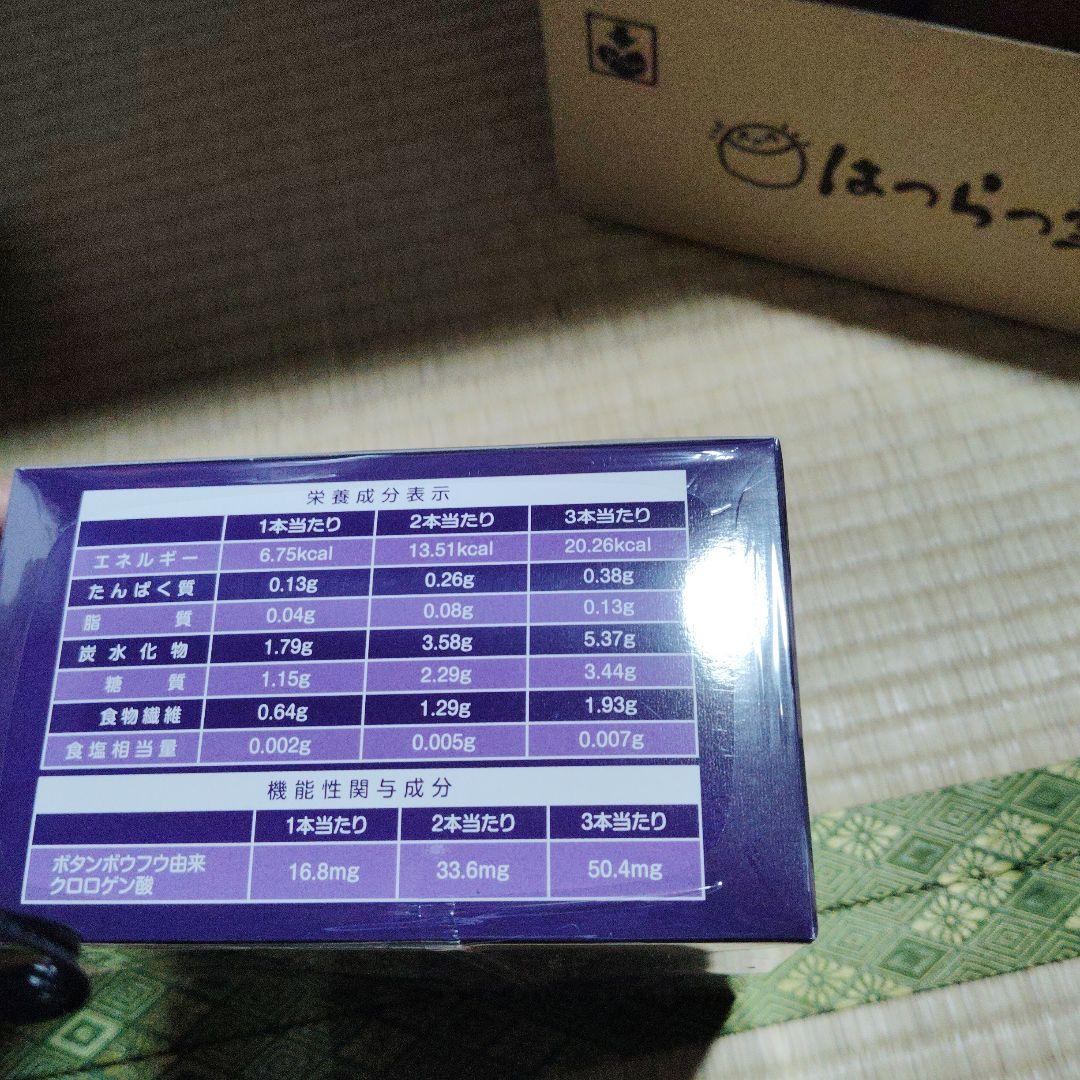 はつらつ
栄養成分表示
1本当たり 2本当たり 3本当たり
エネルギー 6.75kcal 13.51kcal 20.26kcal
たんぱく質 0.13g 0.26g 0.38g
脂質 0.04g 0.08g 0.13g
炭水化物 1.79g 3.58g 5.37g
糖質 1.15g 2.29g 3.44g
食物繊維 0.64g 1.29g 1.93g
食塩相当量 0.002g 0.005g 0.007g
機能性関与成分
1本当たり 2本当たり 3本当たり
ボタンボウフウ由来
クロロゲン酸 16.8mg 33.6mg 50.4mg